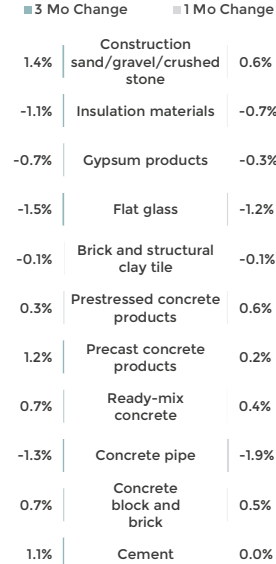 3 Mo Change 1 Mo Change
Construction
1.4% sand/gravel/crushed 0.6%
stone
-1.1% Insulation materials -0.7%
-0.7% Gypsum products -0.3%
-1.5% Flat glass -1.2%
Brick and structural
-0.1% -0.1%
clay tile
Prestressed concrete
0.3% 0.6%
products
Precast concrete
1.2% 0.2%
products
Ready-mix
0.7% 0.4%
concrete
-1.3% Concrete pipe -1.9%
Concrete
0.7% block and 0.5%
brick
1.1% Cement 0.0%